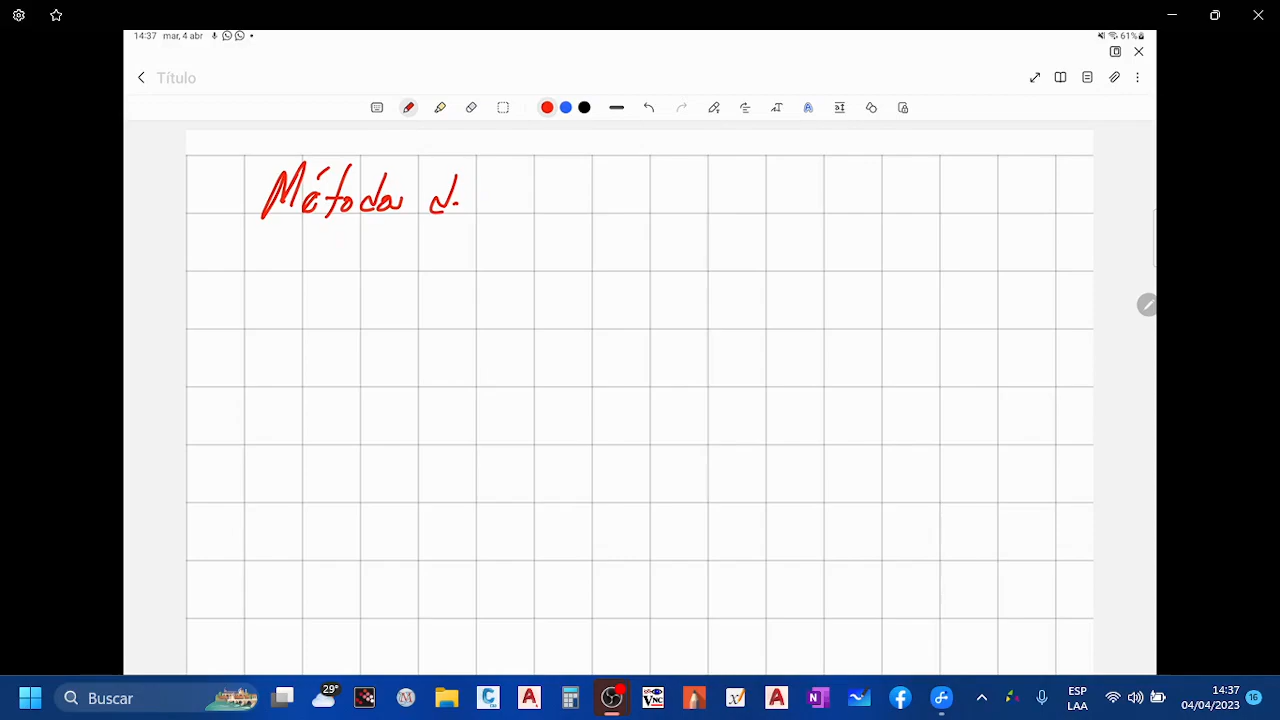 14:37 mar, 4 abr
61%
Título
Métodos d
29°
Buscar
ESP
LAA
14:37
04/04/2023
16